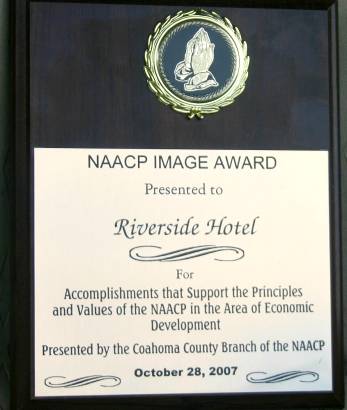 NAACP IMAGE AWARD
Presented to
Riverside Hotel
For
Accomplishments that Support the Principles
and Values of the NAACP in the Area of Economic
Development
Presented by the Coahoma County Branch of the NAACP
October 28, 2007